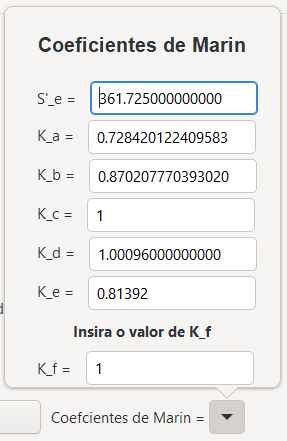 Coeficientes de Marin
S'_e = 361.725000000000
K_a = 0.728420122409583
K_b = 0.870207770393020
K_c = 1
K_d = 1.00096000000000
K_e = 0.81392
Insira o valor de K_f
K_f = 1
Coefcientes de Marin =